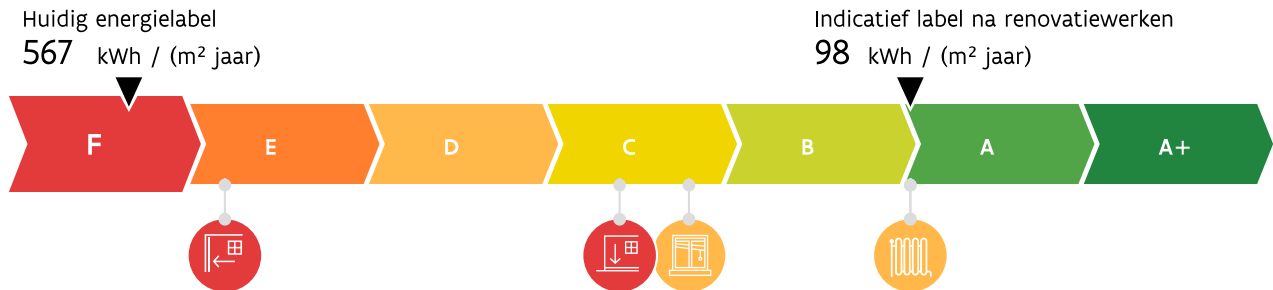 Huidig energielabel
567 kWh / (m² jaar)
Indicatief label na renovatiewerken
98 kWh / (m² jaar)
F E D C B A A+